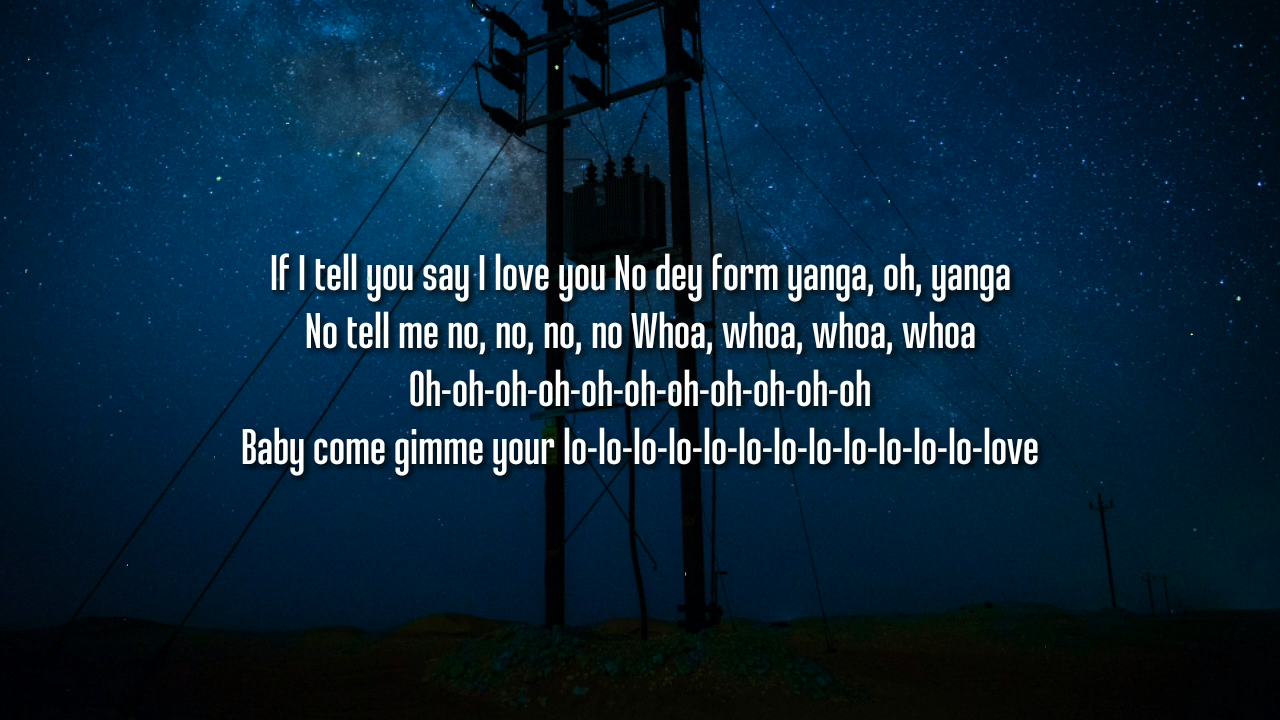 If I tell you say I love you No dey form yanga, oh, yanga
No tell me no, no, no, no Whoa, whoa, whoa, whoa
Oh-oh-oh-oh-oh-oh-oh-oh-oh-oh-oh
Baby come gimme your lo-lo-lo-lo-lo-lo-lo-lo-lo-lo-lo-lo-love